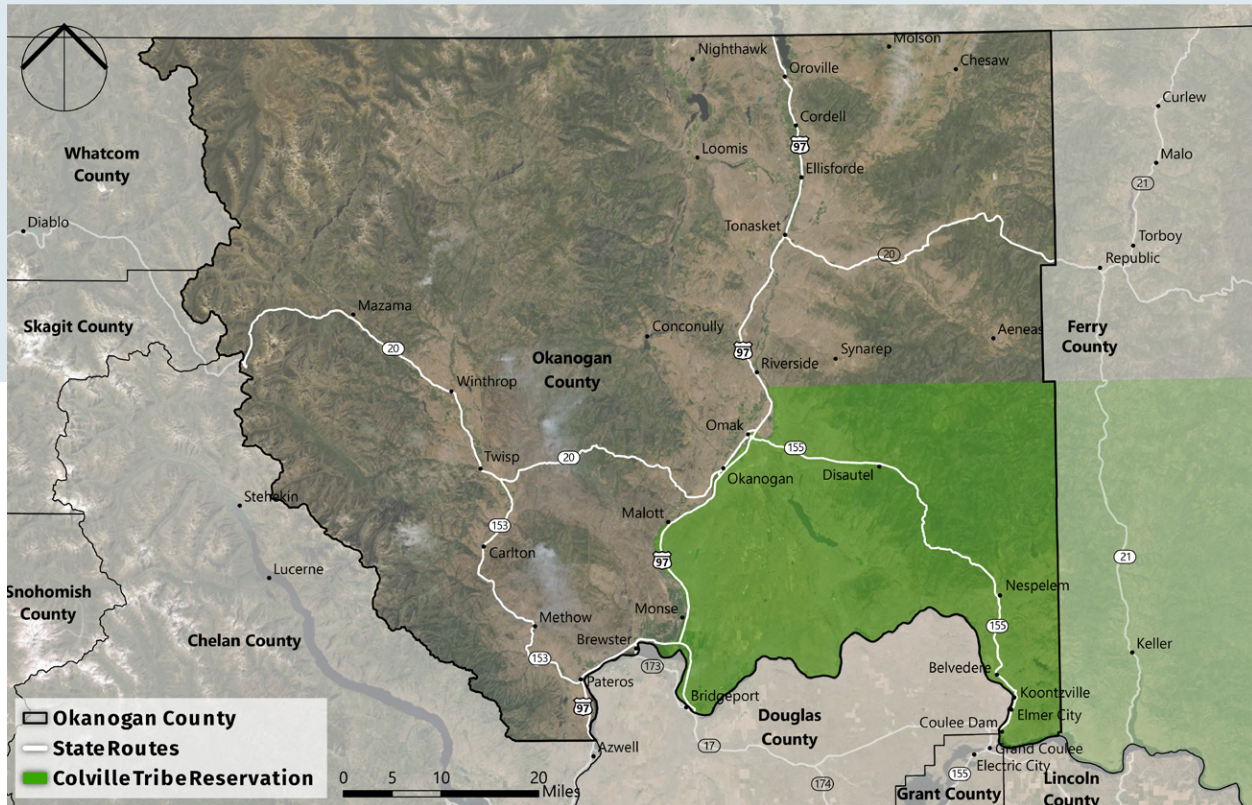 Nighthawk
Molson
Chesaw
Oroville
Curlew
Cordell
97
Whatcom
County
Loomis
Ellisforde
Malo
21
Diablo
Tonasket
Torboy
20
Republic
Mazama
Skagit County
Conconully
Aeneas
Ferry
County
20
97
Synarep
Okanogan
County
Riverside
Winthrop
Omak
155
20
Twisp
Okanogan
Disautel
Stehekin
Malott
153
Carlton
97
21
Lucerne
Snohomish
County
Nespelem
Methow
Monse
155
Chelan County
Brewster
Keller
153
173
Belvedere
Pateros
Koontzville
97
Bridgeport
Elmer City
Douglas
County
Coulee Dam
17
Grand Coulee
Azwell
Electric City
155
Lincoln
County
174
Grant County
Okanogan County
State Routes
Colville Tribe Reservation
0 5 10 20
Miles